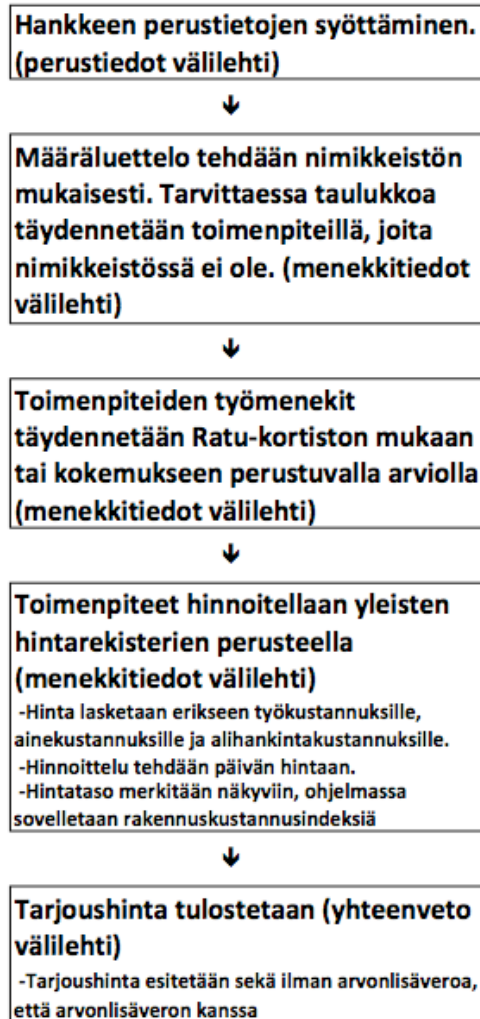 Hankkeen perustietojen syöttäminen.
(perustiedot välilehti)
Määräluettelo tehdään nimikkeistön
mukaisesti. Tarvittaessa taulukkoa
täydennetään toimenpiteillä, joita
nimikkeistössä ei ole. (menekkitiedot
välilehti)
Toimenpiteiden työmenekit
täydennetään Ratu-kortiston mukaan
tai kokemukseen perustuvalla arviolla
(menekkitiedot välilehti)
Toimenpiteet hinnoitellaan yleisten
hintarekisterien perusteella
(menekkitiedot välilehti)
-Hinta lasketaan erikseen työkustannuksille,
ainekustannuksille ja alihankintakustannuksille.
-Hinnoittelu tehdään päivän hintaan.
-Hintataso merkitään näkyviin, ohjelmassa
sovelletaan rakennuskustannusindeksiä
Tarjoushinta tulostetaan (yhteenveto
välilehti)
-Tarjoushinta esitetään sekä ilman arvonlisäveroa,
että arvonlisäveron kanssa